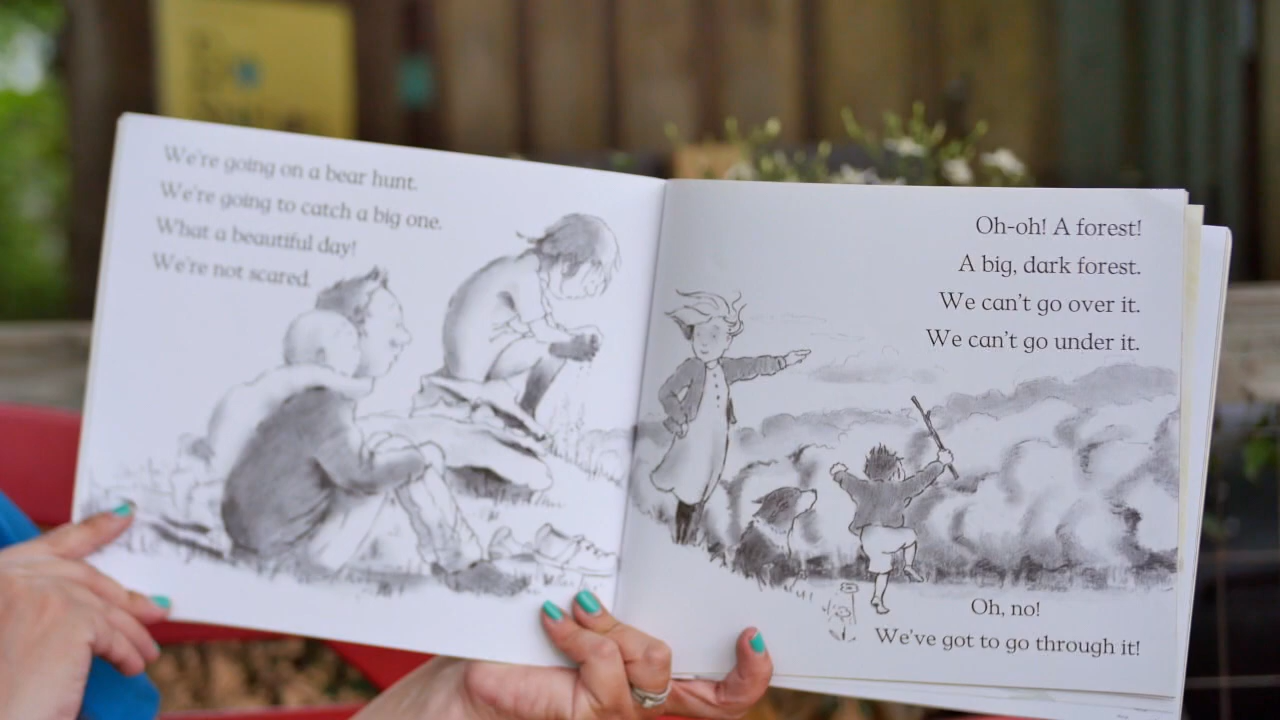 We're going on a bear hunt.
We're going to catch a big one.
What a beautiful day!
We're not scared.
Oh-oh! A forest!
A big, dark forest.
We can't go over it.
We can't go under it.
Oh, no!
We've got to go through it!